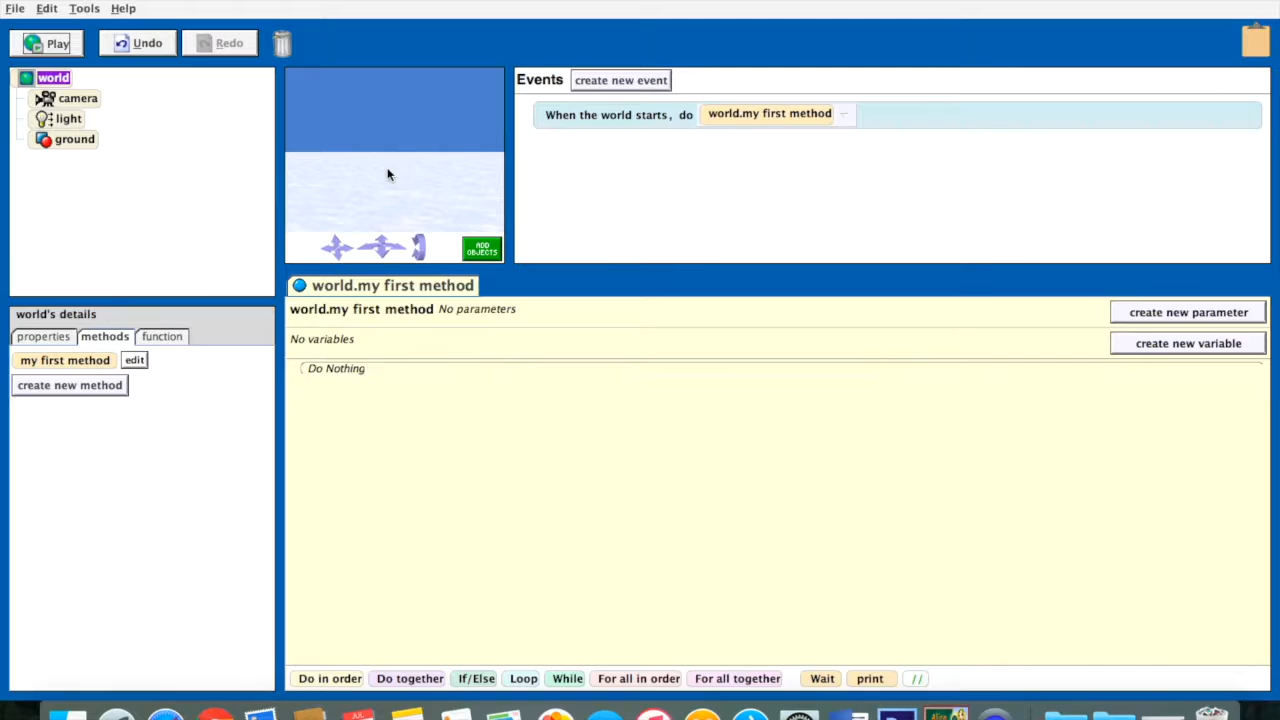 File Edit Tools Help
Play Undo Redo
world
camera
light
ground
ADD OBJECTS
Events create new event
When the world starts, do world.my first method
world's details
properties methods function
my first method edit
create new method
world.my first method
world.my first method No parameters create new parameter
No variables create new variable
Do Nothing
Do in order Do together If/Else Loop While For all in order For all together Wait print //